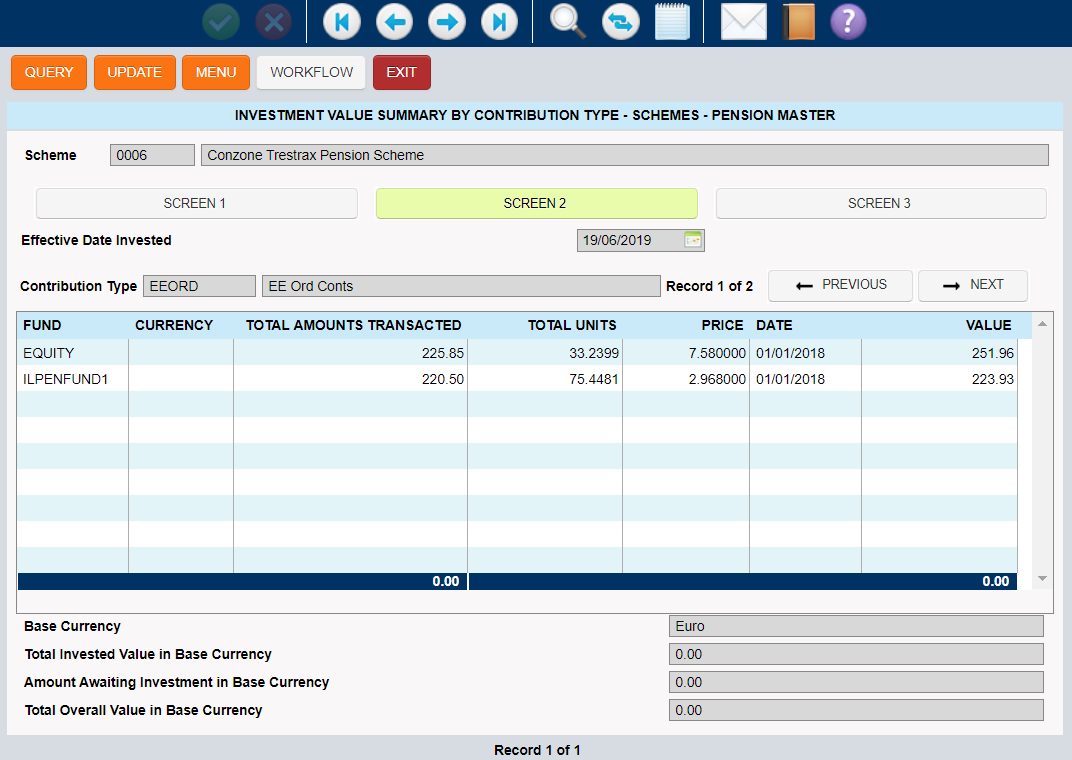 ?
QUERY UPDATE MENU WORKFLOW EXIT
INVESTMENT VALUE SUMMARY BY CONTRIBUTION TYPE - SCHEMES - PENSION MASTER
Scheme 0006 Conzone Trestrax Pension Scheme
SCREEN 1 SCREEN 2 SCREEN 3
Effective Date Invested 19/06/2019
Contribution Type EEORD EE Ord Conts Record 1 of 2 PREVIOUS NEXT
FUND CURRENCY TOTAL AMOUNTS TRANSACTED TOTAL UNITS PRICE DATE VALUE
EQUITY 225.85 33.2399 7.580000 01/01/2018 251.96
ILPENFUND1 220.50 75.4481 2.968000 01/01/2018 223.93
0.00 0.00
Base Currency Euro
Total Invested Value in Base Currency 0.00
Amount Awaiting Investment in Base Currency 0.00
Total Overall Value in Base Currency 0.00
Record 1 of 1